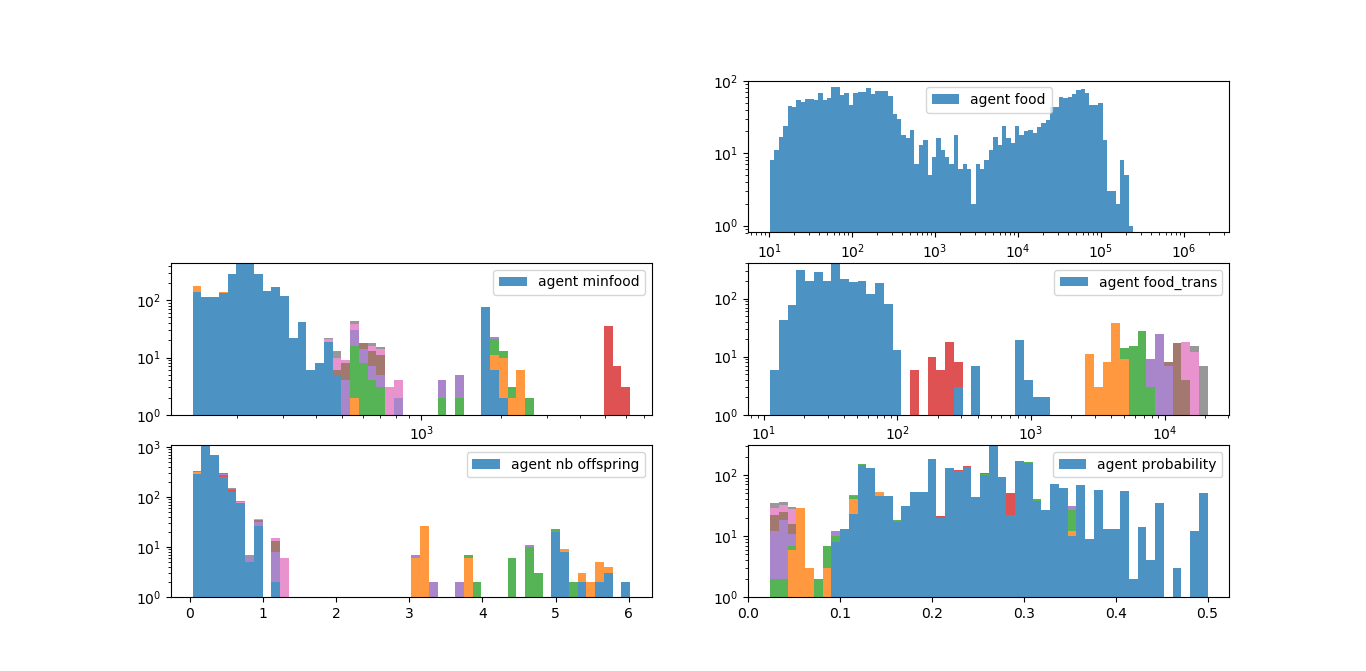 10²
agent food
10¹
10⁰
10¹ 10² 10³ 10⁴ 10⁵ 10⁶
agent minfood
10²
10¹
10⁰
10³
agent food_trans
10²
10¹
10⁰
10¹ 10² 10³ 10⁴
10³
agent nb offspring
10²
10¹
10⁰
0 1 2 3 4 5 6
agent probability
10²
10¹
10⁰
0.0 0.1 0.2 0.3 0.4 0.5